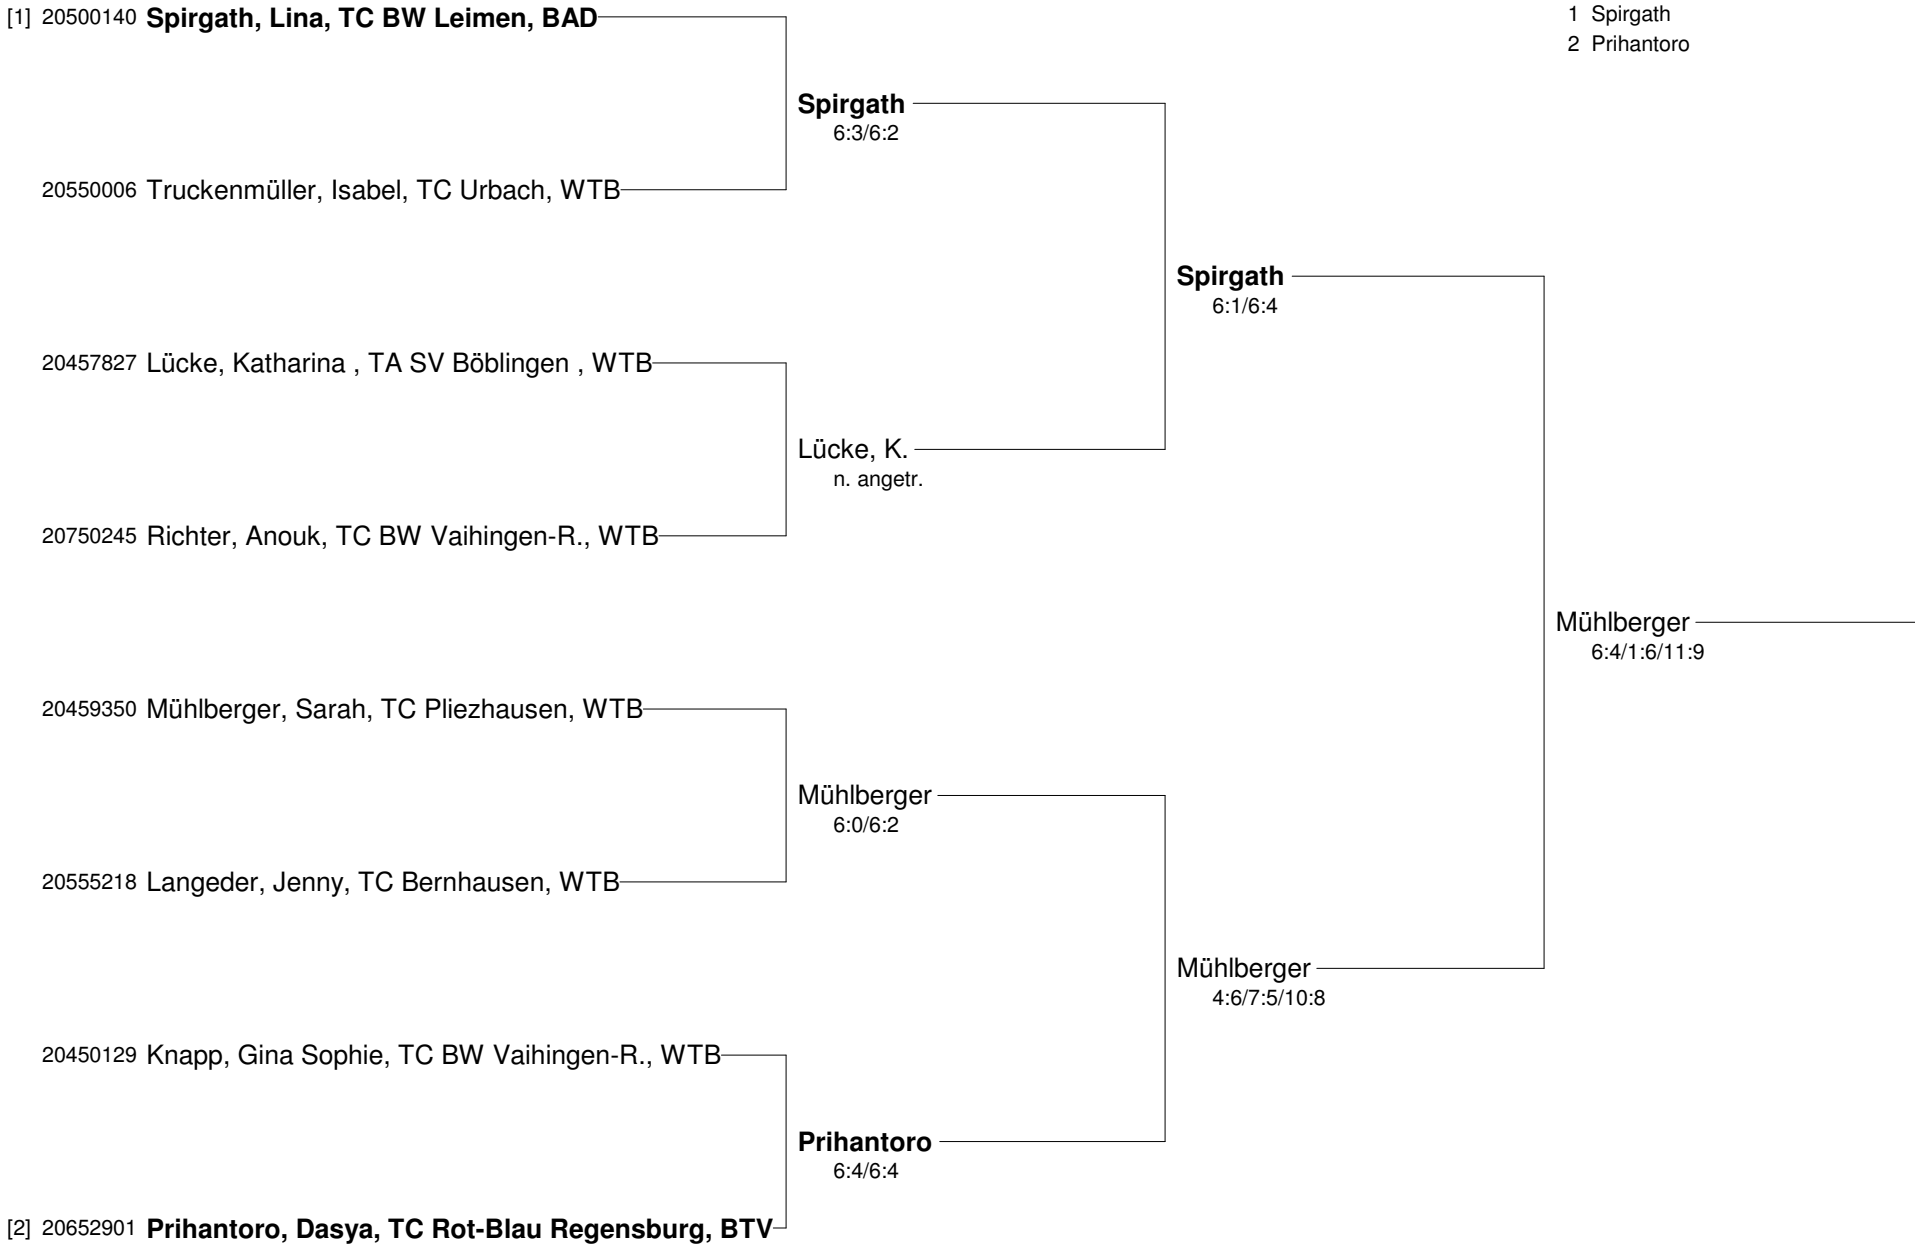 [1] 20500140 Spirgath, Lina, TC BW Leimen, BAD
1 Spirgath
2 Prihantoro
Spirgath
6:3/6:2
20550006 Truckenmüller, Isabel, TC Urbach, WTB
Spirgath
6:1/6:4
20457827 Lücke, Katharina , TA SV Böblingen , WTB
Lücke, K.
n. angetr.
20750245 Richter, Anouk, TC BW Vaihingen-R., WTB
Mühlberger
6:4/1:6/11:9
20459350 Mühlberger, Sarah, TC Pliezhausen, WTB
Mühlberger
6:0/6:2
20555218 Langeder, Jenny, TC Bernhausen, WTB
Mühlberger
4:6/7:5/10:8
20450129 Knapp, Gina Sophie, TC BW Vaihingen-R., WTB
Prihantoro
6:4/6:4
[2] 20652901 Prihantoro, Dasya, TC Rot-Blau Regensburg, BTV